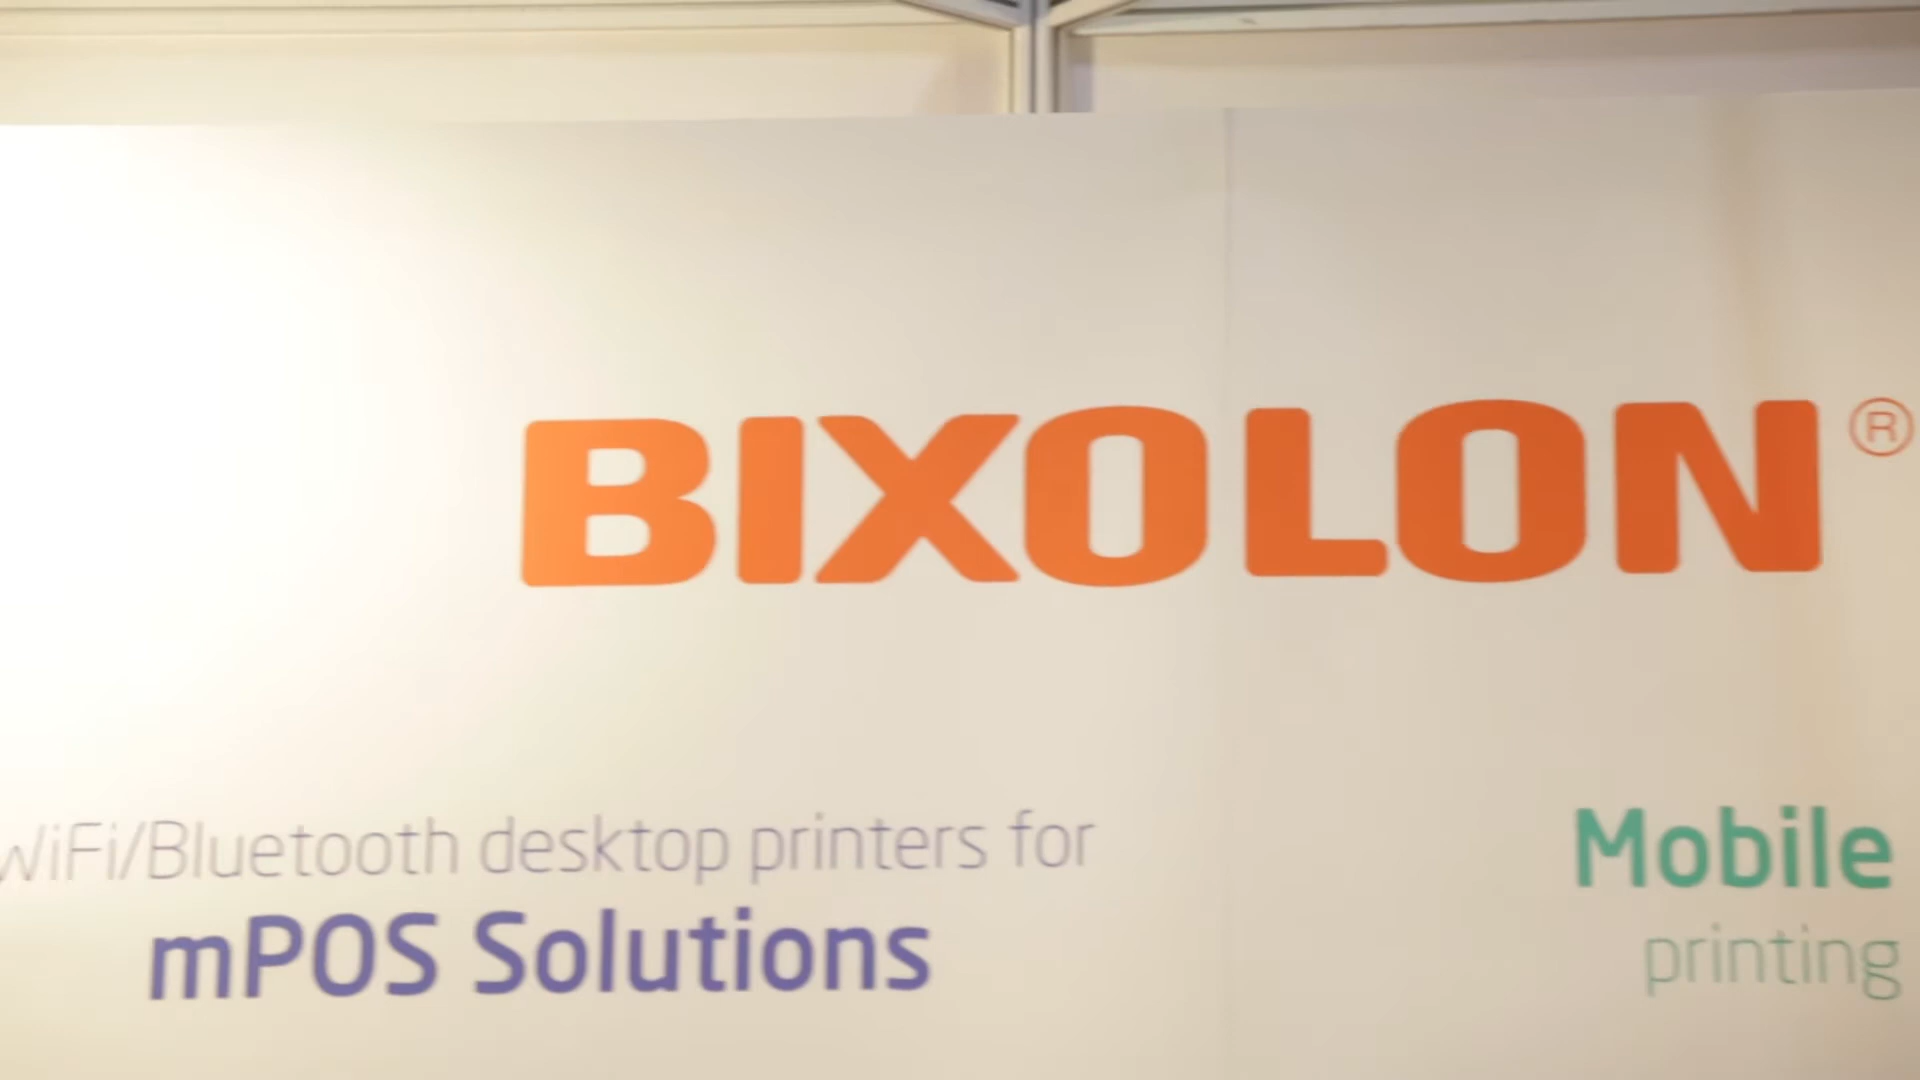 BIXOLON®
WiFi/Bluetooth desktop printers for
mPOS Solutions
Mobile
printing